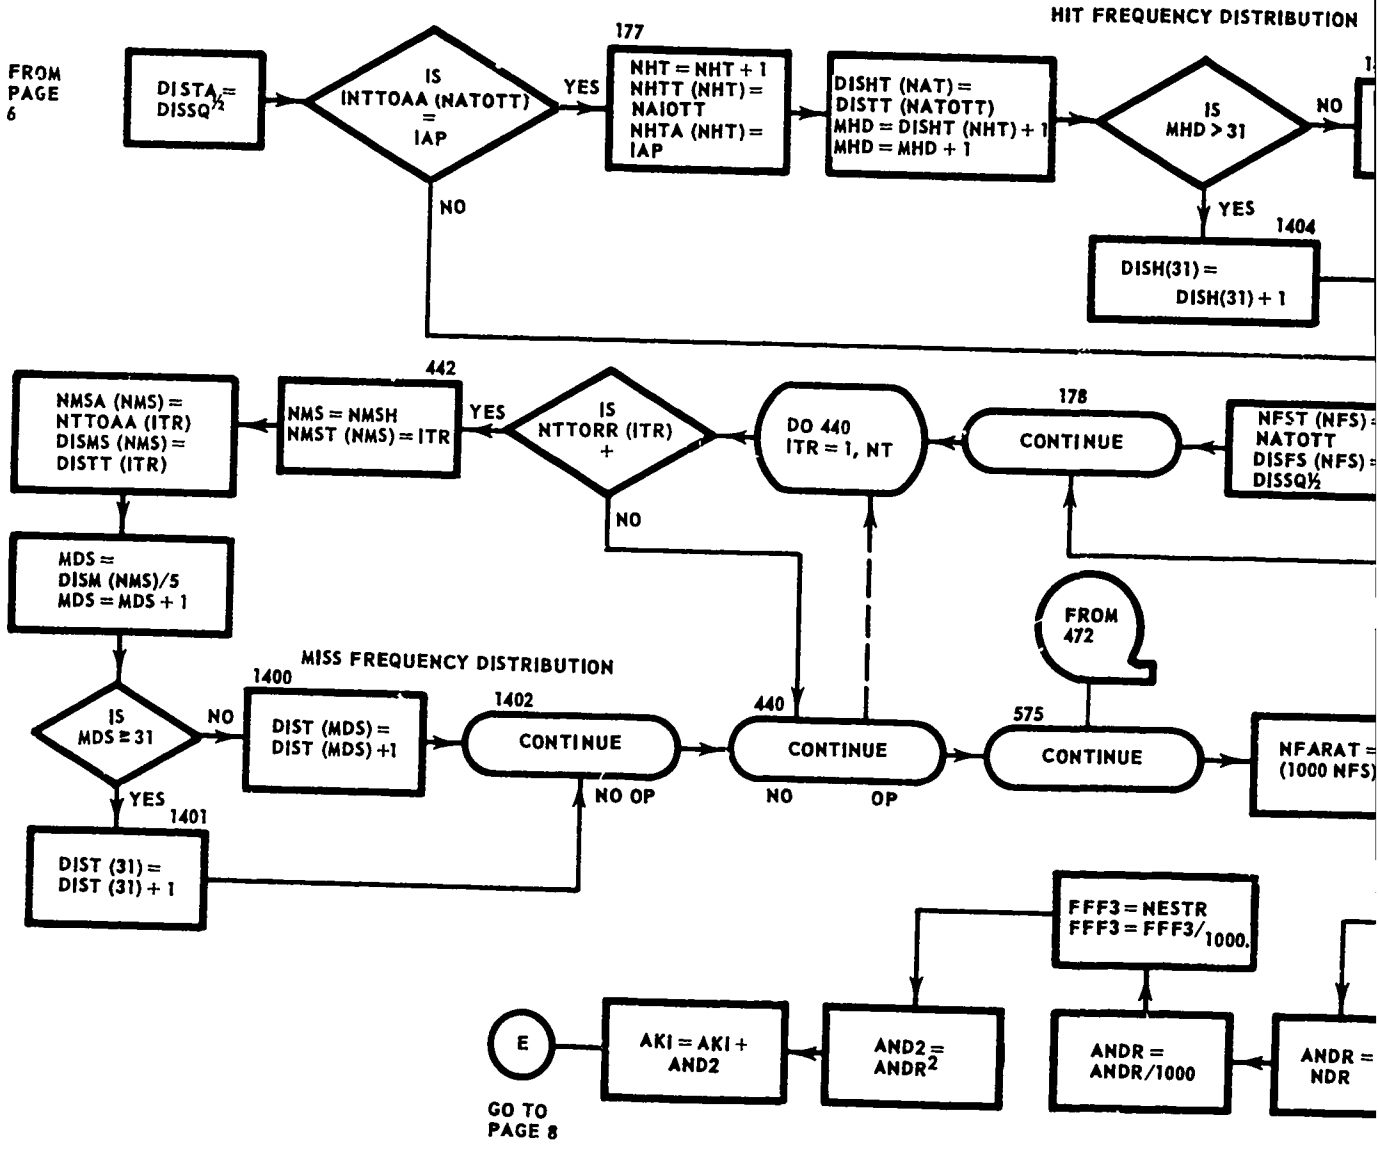 HIT FREQUENCY DISTRIBUTION
FROM
PAGE
6
DISTA =
DISSQ½
IS
INTTOAA (NATOTT)
=
IAP
YES
NO
177
NHT = NHT + 1
NHTT (NHT) =
NAIOTT
NHTA (NHT) =
IAP
DISHT (NAT) =
DISTT (NATOTT)
MHD = DISHT (NHT) + 1
MHD = MHD + 1
IS
MHD > 31
NO
YES
1404
DISH(31) =
DISH(31) + 1
NMSA (NMS) =
NTTOAA (ITR)
DISMS (NMS) =
DISTT (ITR)
442
NMS = NMSH
NMST (NMS) = ITR
YES
IS
NTTORR (ITR)
+
NO
DO 440
ITR = 1, NT
178
CONTINUE
NFST (NFS) =
NATOTT
DISFS (NFS) =
DISSQ½
MDS =
DISM (NMS)/5
MDS = MDS + 1
FROM
472
MISS FREQUENCY DISTRIBUTION
IS
MDS ≧ 31
NO
YES
1400
DIST (MDS) =
DIST (MDS) +1
1402
CONTINUE
NO OP
440
CONTINUE
NO OP
575
CONTINUE
NFARAT =
(1000 NFS)
1401
DIST (31) =
DIST (31) + 1
FFF3 = NESTR
FFF3 = FFF3/1000.
E
GO TO
PAGE 8
AKI = AKI +
AND2
AND2 =
ANDR²
ANDR =
ANDR/1000
ANDR =
NDR